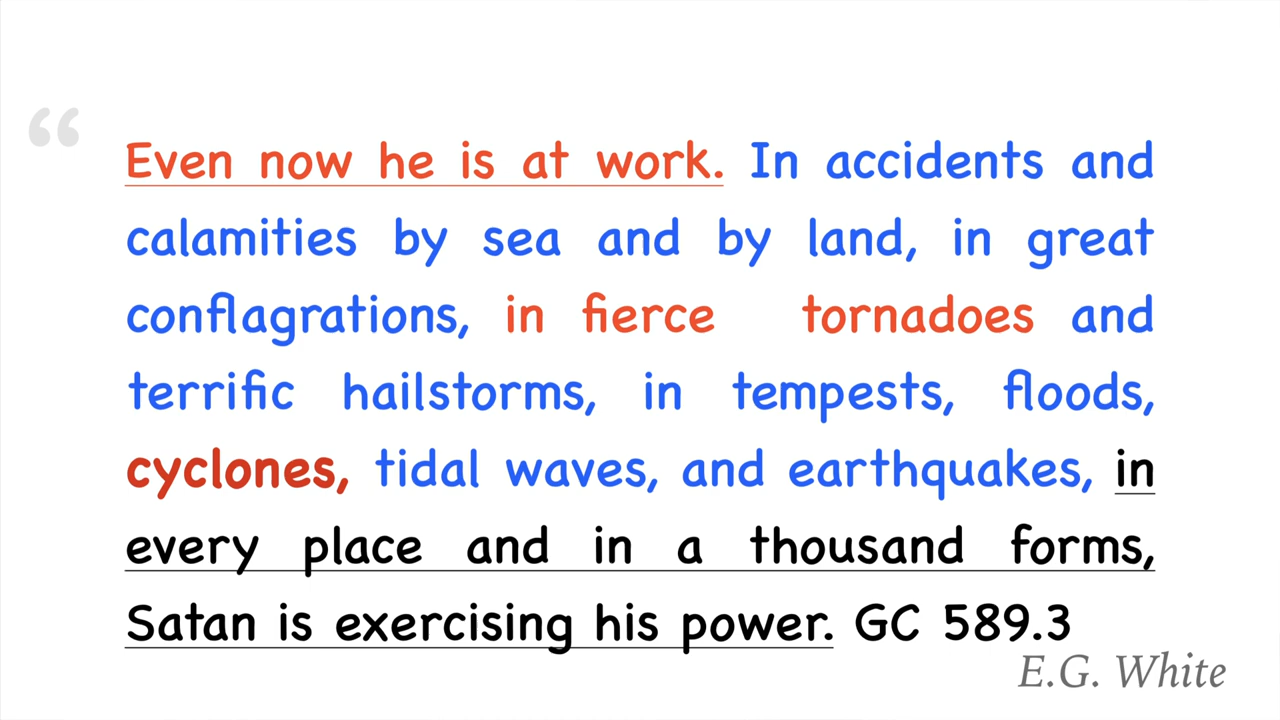 “
Even now he is at work. In accidents and
calamities by sea and by land, in great
conflagrations, in fierce tornadoes and
terrific hailstorms, in tempests, floods,
cyclones, tidal waves, and earthquakes, in
every place and in a thousand forms,
Satan is exercising his power. GC 589.3
E.G. White